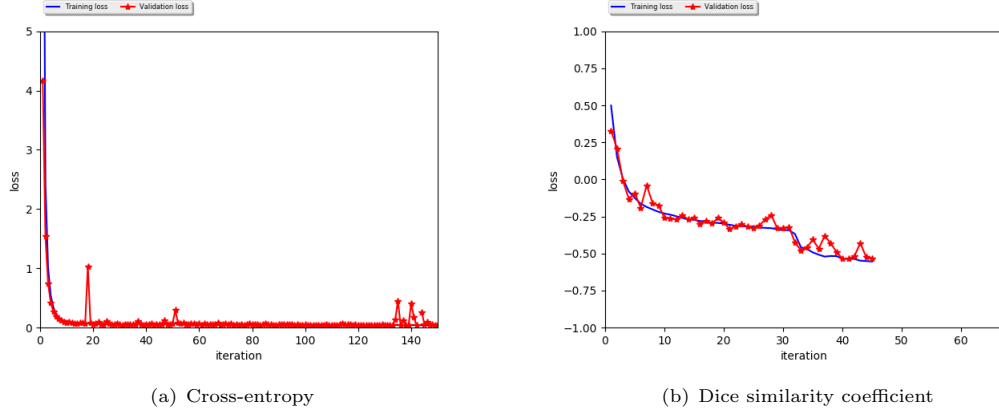 Training loss Validation loss
5
4
3
2
1
0
loss
0 20 40 60 80 100 120 140
iteration
(a) Cross-entropy
Training loss Validation loss
1.00
0.75
0.50
0.25
0.00
−0.25
−0.50
−0.75
−1.00
loss
0 10 20 30 40 50 60
iteration
(b) Dice similarity coefficient